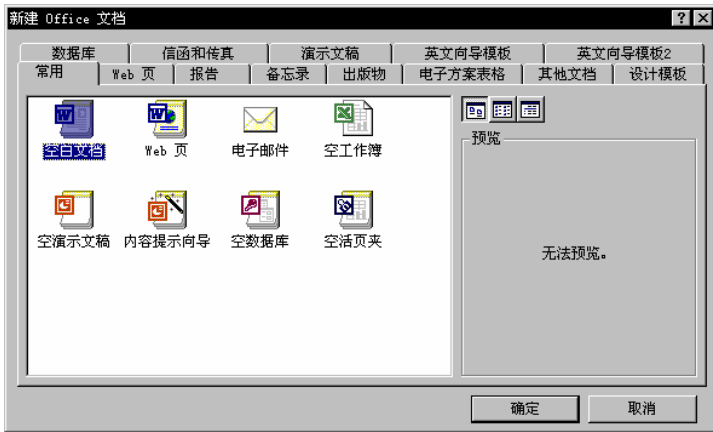 新建 Office 文档
数据库 信函和传真 演示文稿 英文向导模板 英文向导模板2
常用 Web 页 报告 备忘录 出版物 电子方案表格 其他文档 设计模板
空白文档 Web 页 电子邮件 空工作簿
预览
空演示文稿 内容提示向导 空数据库 空活页夹
无法预览。
确定 取消